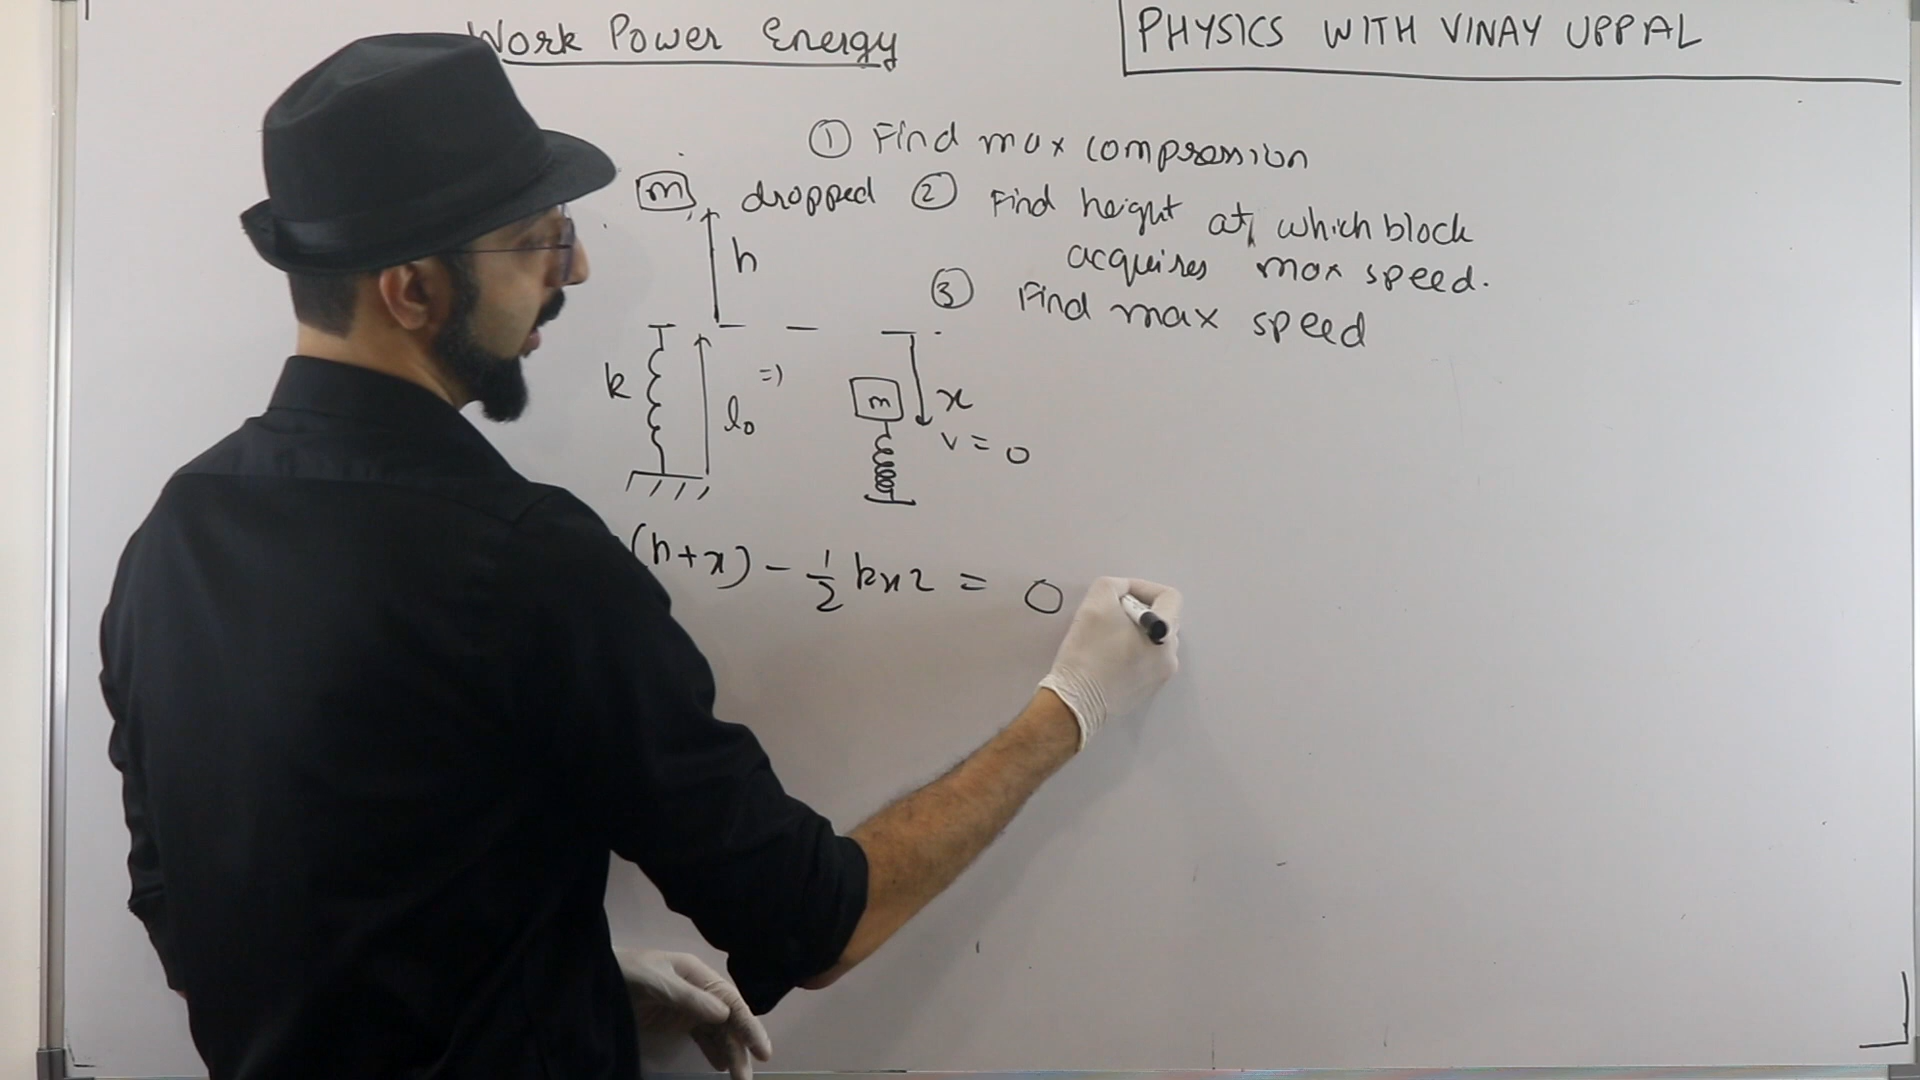 Work Power Energy
PHYSICS WITH VINAY UPPAL
① Find max compression
m dropped ② Find height at which block
acquires max speed.
h
③ Find max speed
k
l₀
=)
m
x
v = 0
(h+x) - 1/2 kx2 = 0